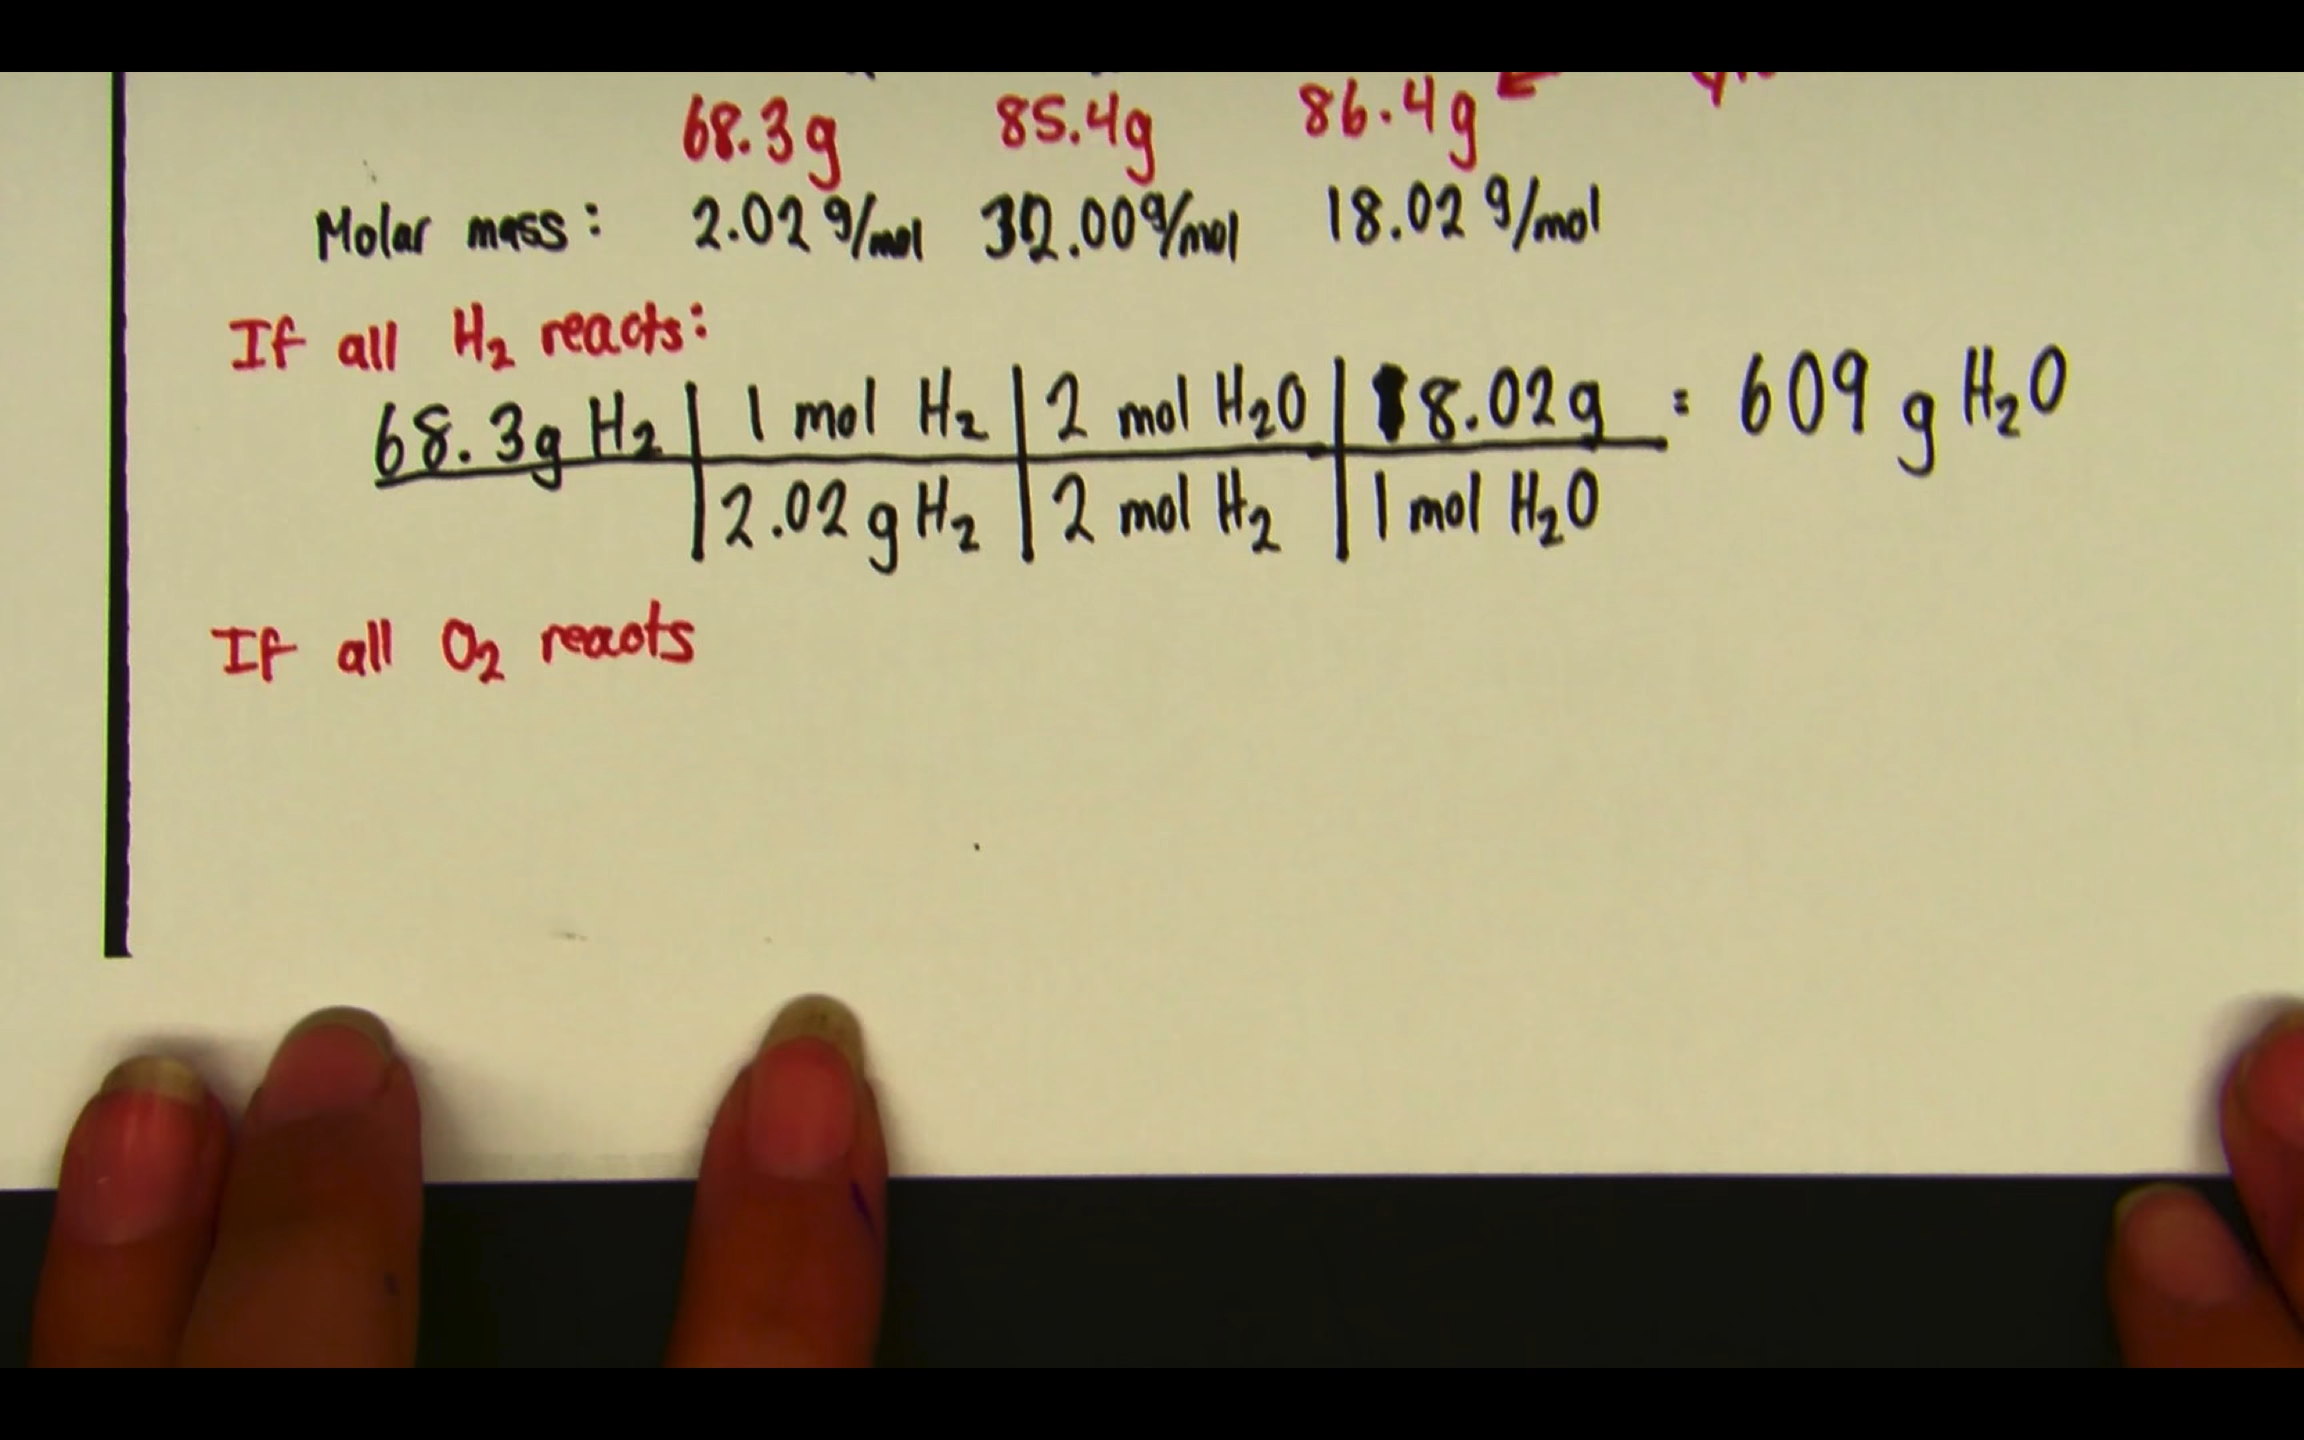 68.3g 85.4g 86.4g
Molar mass: 2.02 g/mol 32.00 g/mol 18.02 g/mol
If all H₂ reacts:
68.3g H₂ | 1 mol H₂ | 2 mol H₂O | 18.02g = 609 g H₂O
2.02 g H₂ | 2 mol H₂ | 1 mol H₂O
If all O₂ reacts